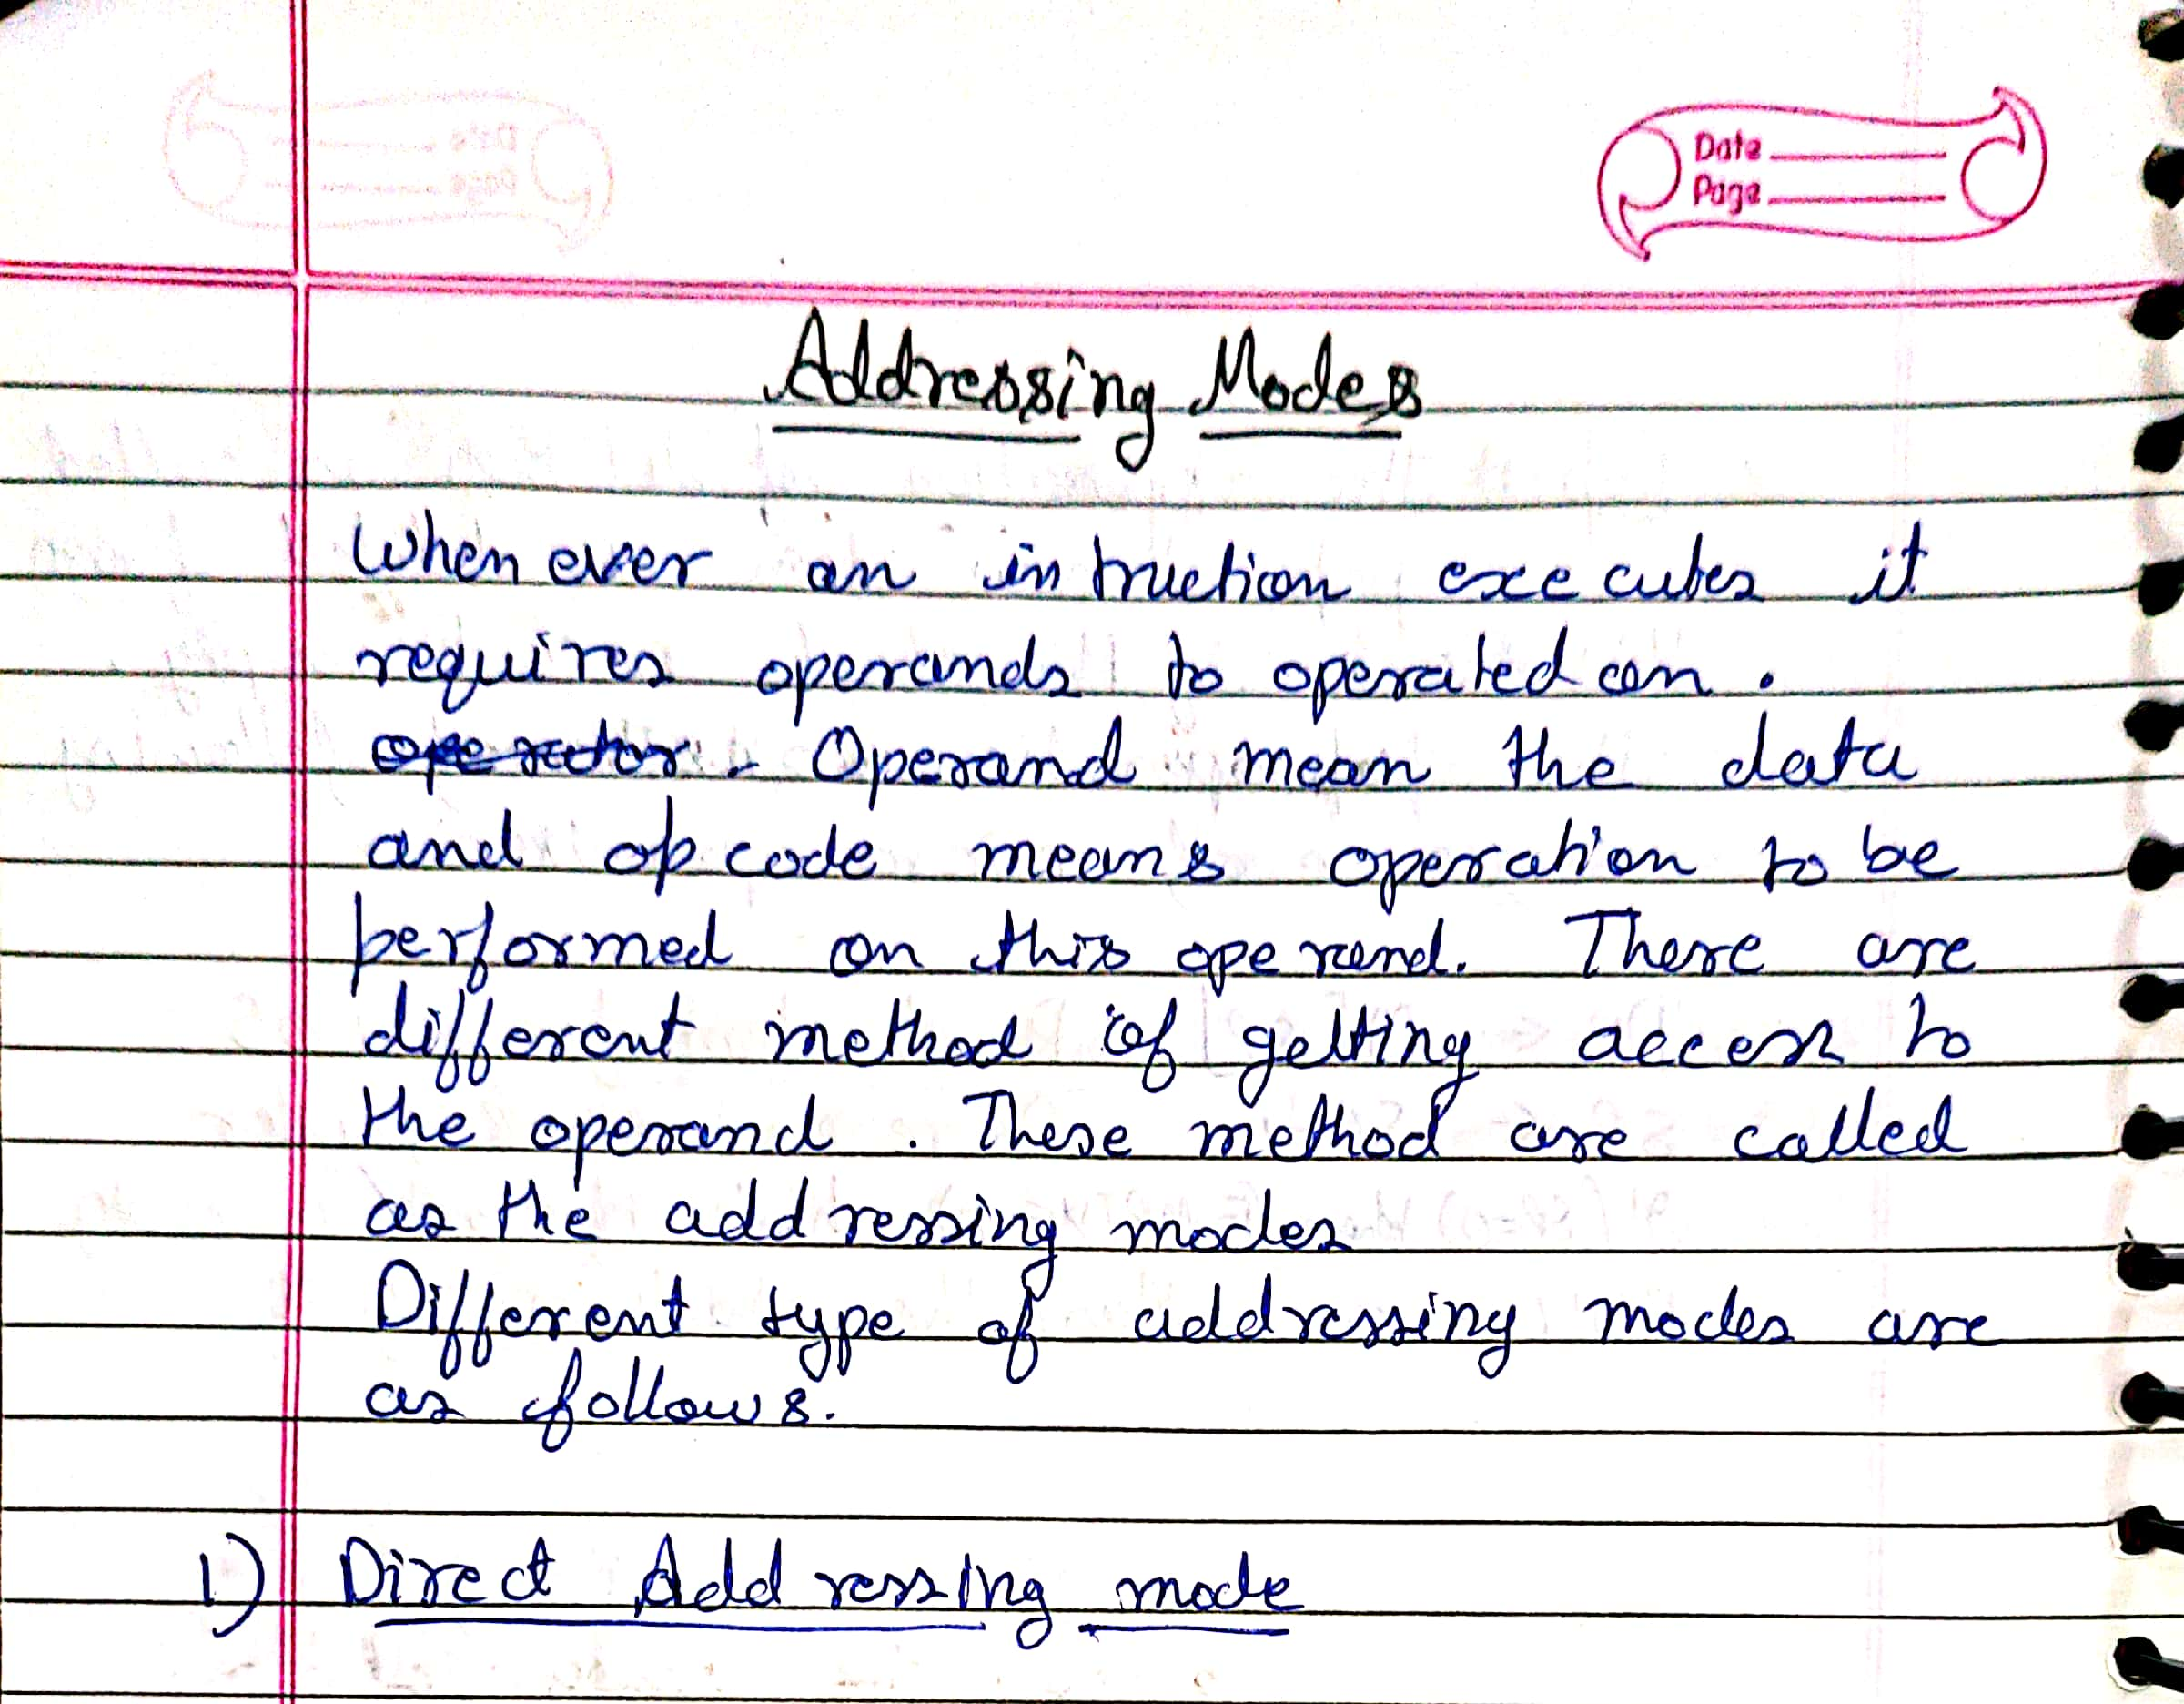 Date
Page
Addressing Modes
Whenever an intruction executes it
requires operands to operated on.
operator. Operand mean the data
and opcode means operation to be
performed on this operand. There are
different method of getting access to
the operand. These method are called
as the addressing modes
Different type of addressing modes are
as follows.
1) Direct Addressing mode